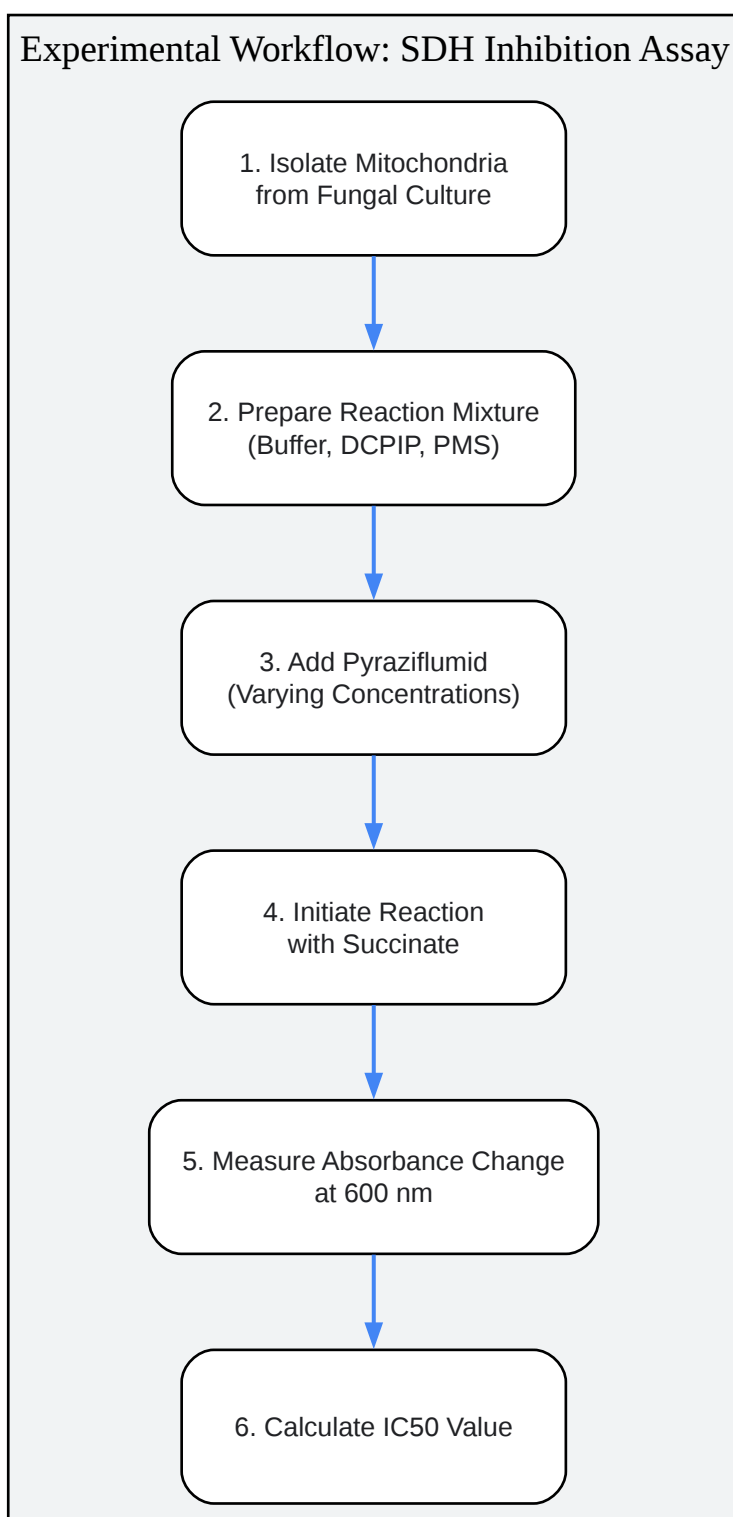 Experimental Workflow: SDH Inhibition Assay
1. Isolate Mitochondria
from Fungal Culture
2. Prepare Reaction Mixture
(Buffer, DCPIP, PMS)
3. Add Pyraziflumid
(Varying Concentrations)
4. Initiate Reaction
with Succinate
5. Measure Absorbance Change
at 600 nm
6. Calculate IC50 Value